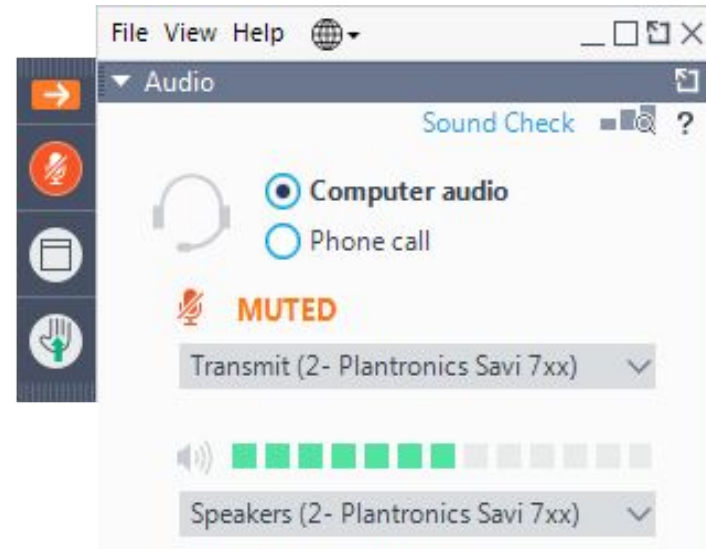 File View Help
Audio
Sound Check ?
Computer audio
Phone call
MUTED
Transmit (2- Plantronics Savi 7xx)
Speakers (2- Plantronics Savi 7xx)